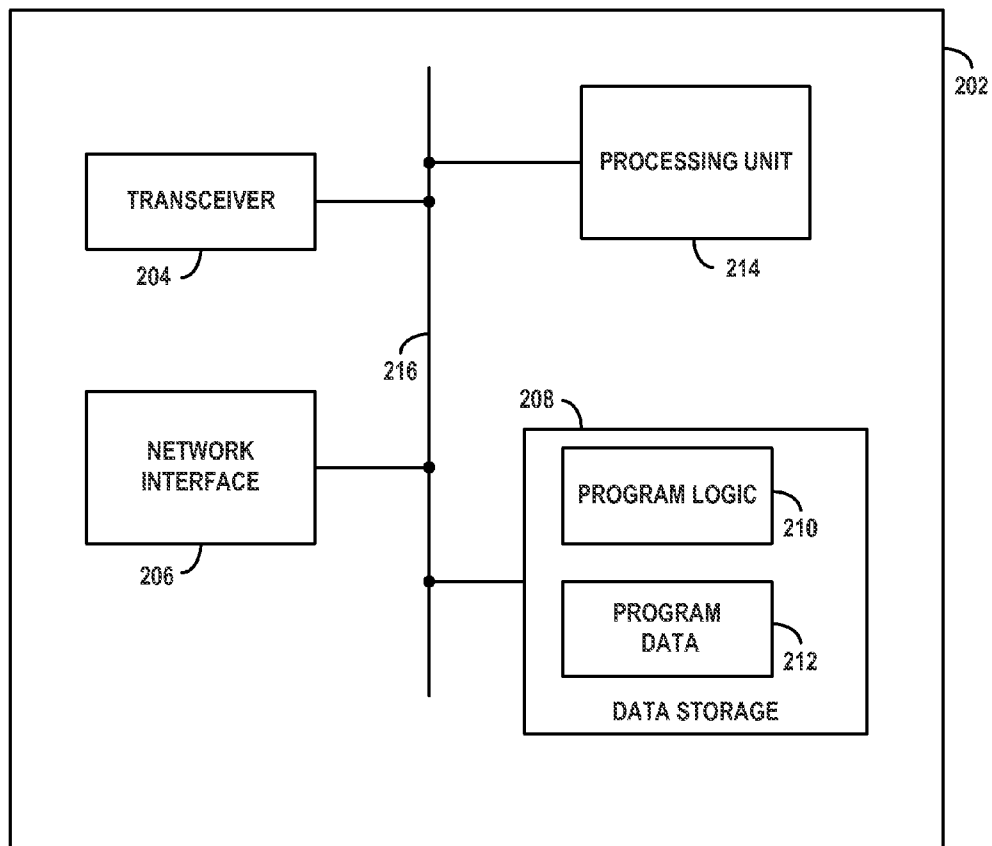 202
PROCESSING UNIT
214
TRANSCEIVER
204
216
NETWORK
INTERFACE
206
208
PROGRAM LOGIC
210
PROGRAM
DATA
212
DATA STORAGE